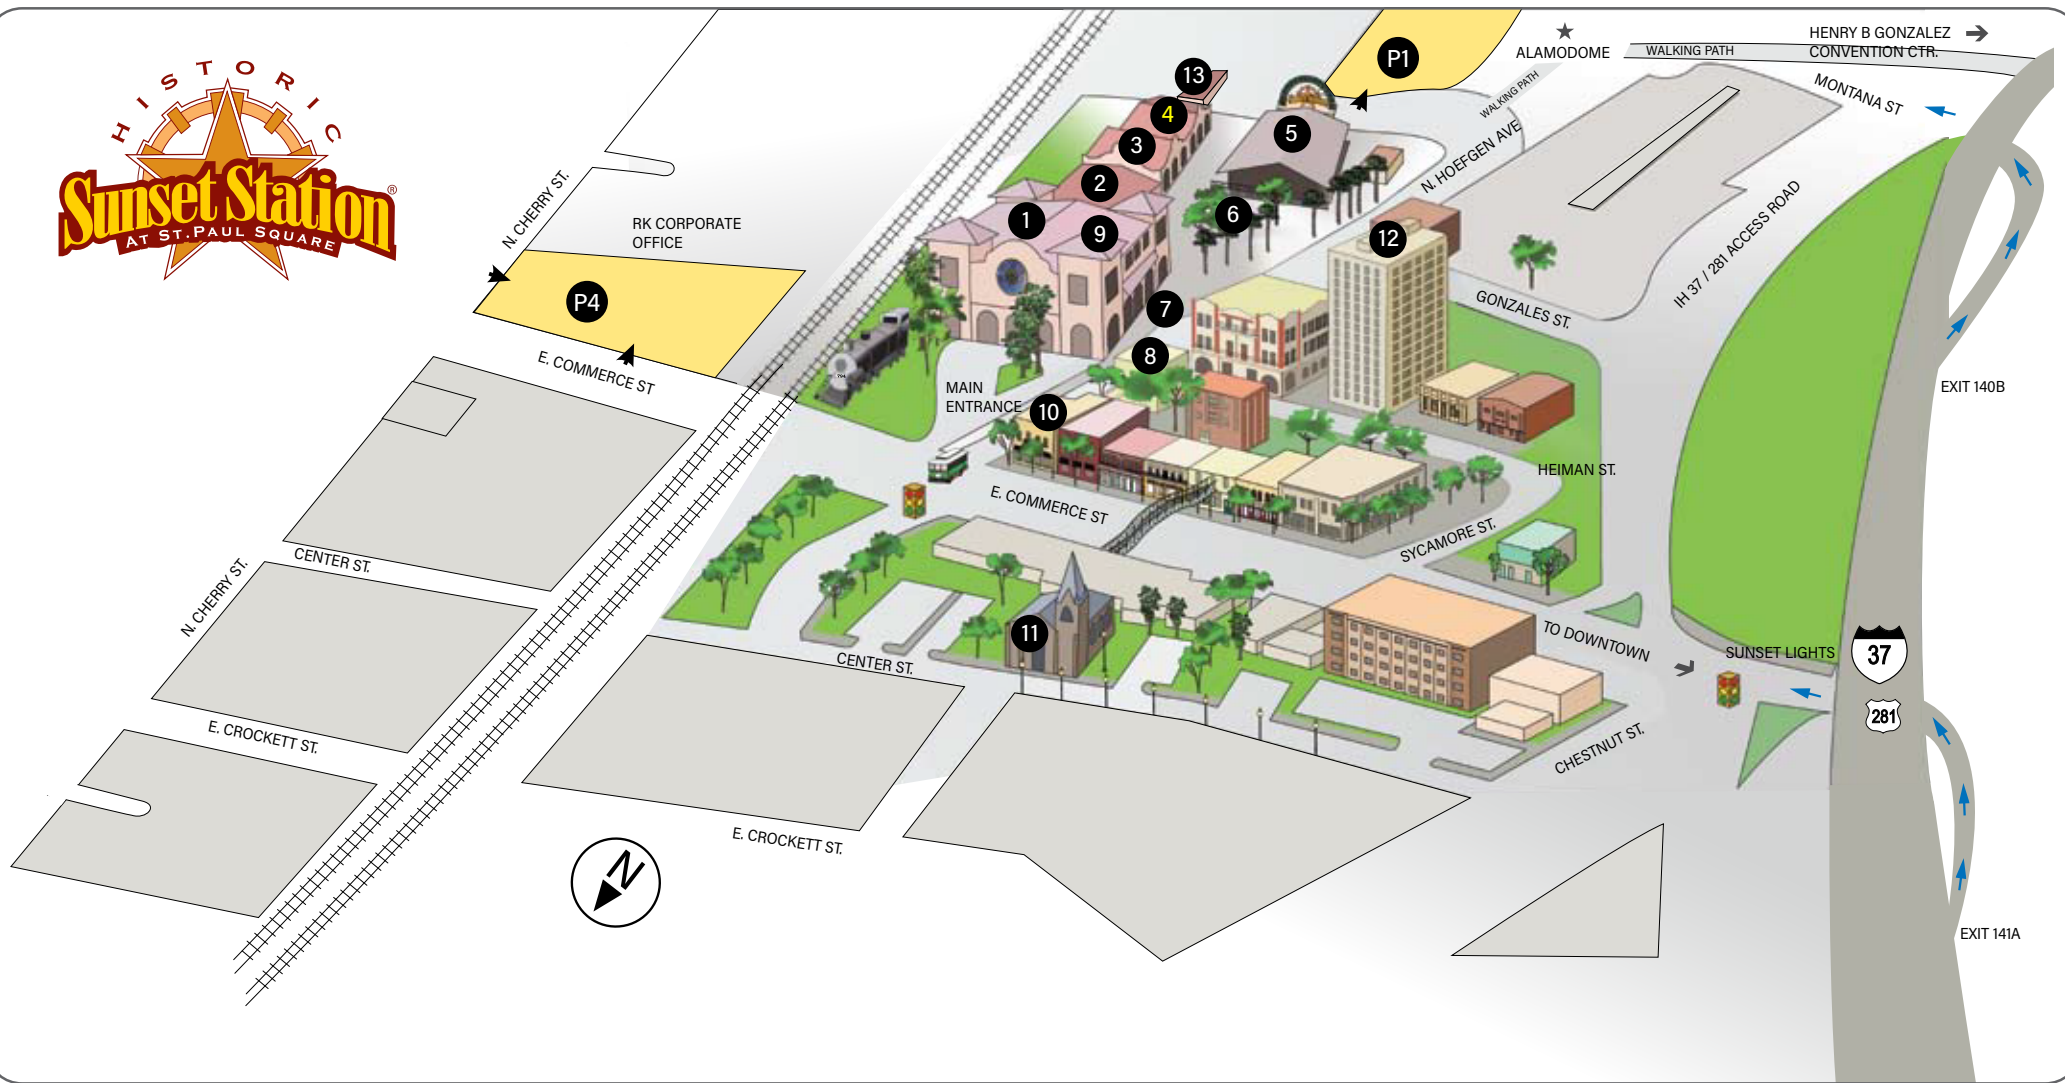 HISTORIC
Sunset Station®
AT ST. PAUL SQUARE
P1
ALAMODOME
WALKING PATH
HENRY B GONZALEZ
CONVENTION CTR.
WALKING PATH
MONTANA ST
13
4
3
5
2
N. HOEFGEN AVE
N. CHERRY ST.
RK CORPORATE
OFFICE
1
9
6
12
IH 37 / 281 ACCESS ROAD
P4
7
GONZALES ST.
8
E. COMMERCE ST
794
MAIN
ENTRANCE
10
EXIT 140B
HEIMAN ST.
E. COMMERCE ST
SYCAMORE ST.
CENTER ST.
N. CHERRY ST.
11
TO DOWNTOWN
SUNSET LIGHTS
37
CENTER ST.
281
E. CROCKETT ST.
CHESTNUT ST.
E. CROCKETT ST.
N
EXIT 141A